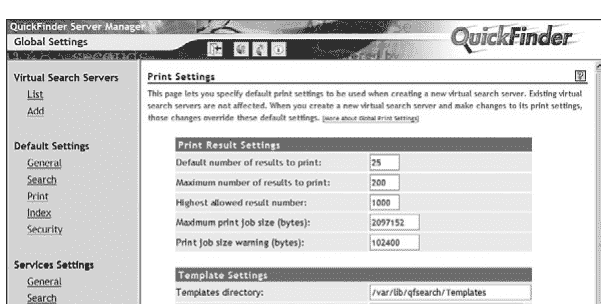 QuickFinder Server Manager
Global Settings
QuickFinder
Virtual Search Servers
List
Add
Default Settings
General
Search
Print
Index
Security
Services Settings
General
Search
Print Settings
This page lets you specify default print settings to be used when creating a new virtual search server. Existing virtual
search servers are not affected. When you create a new virtual search server and make changes to its print settings,
those changes override these default settings. [more about Global Print Settings]
Print Result Settings
Default number of results to print: 25
Maximum number of results to print: 200
Highest allowed result number: 1000
Maximum print job size (bytes): 2097152
Print job size warning (bytes): 102400
Template Settings
Templates directory: /var/lib/qfsearch/Templates